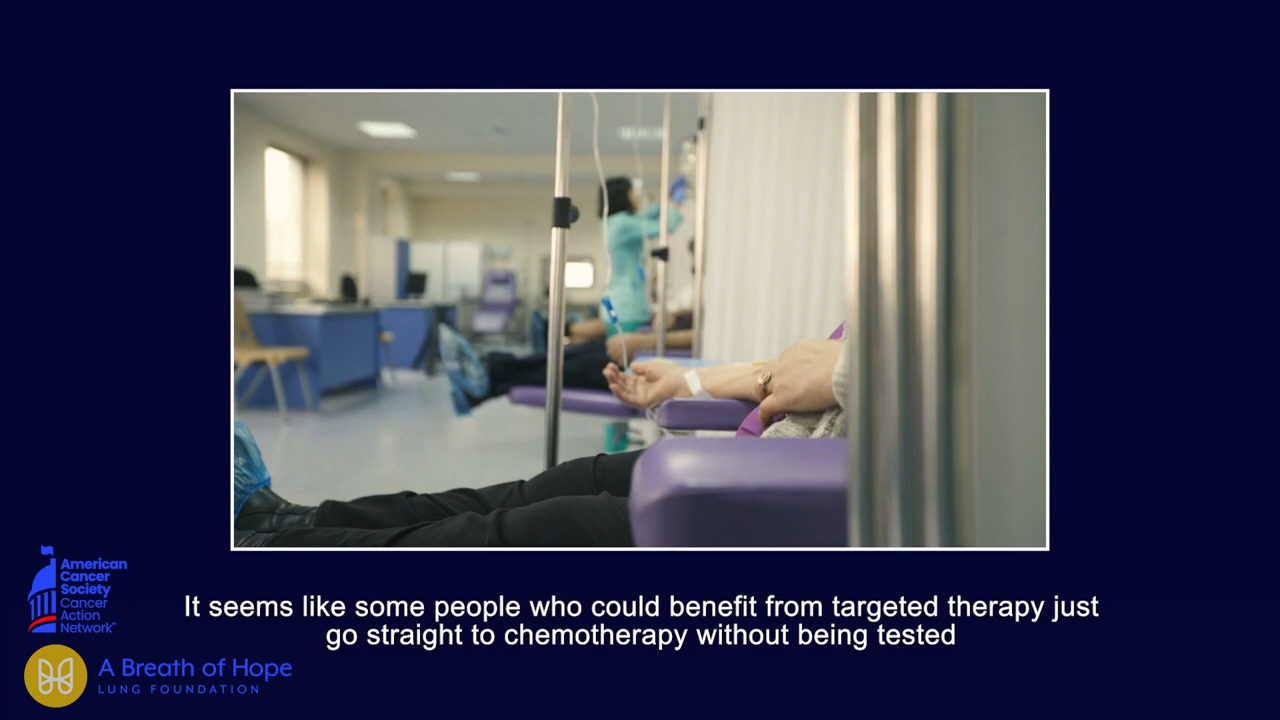 American
Cancer
Society
Cancer
Action
Network™
It seems like some people who could benefit from targeted therapy just
go straight to chemotherapy without being tested
A Breath of Hope
LUNG FOUNDATION